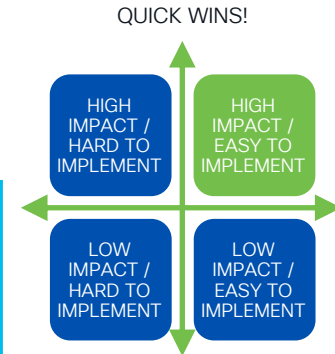 QUICK WINS!
HIGH
IMPACT /
HARD TO
IMPLEMENT
HIGH
IMPACT /
EASY TO
IMPLEMENT
LOW
IMPACT /
HARD TO
IMPLEMENT
LOW
IMPACT /
EASY TO
IMPLEMENT